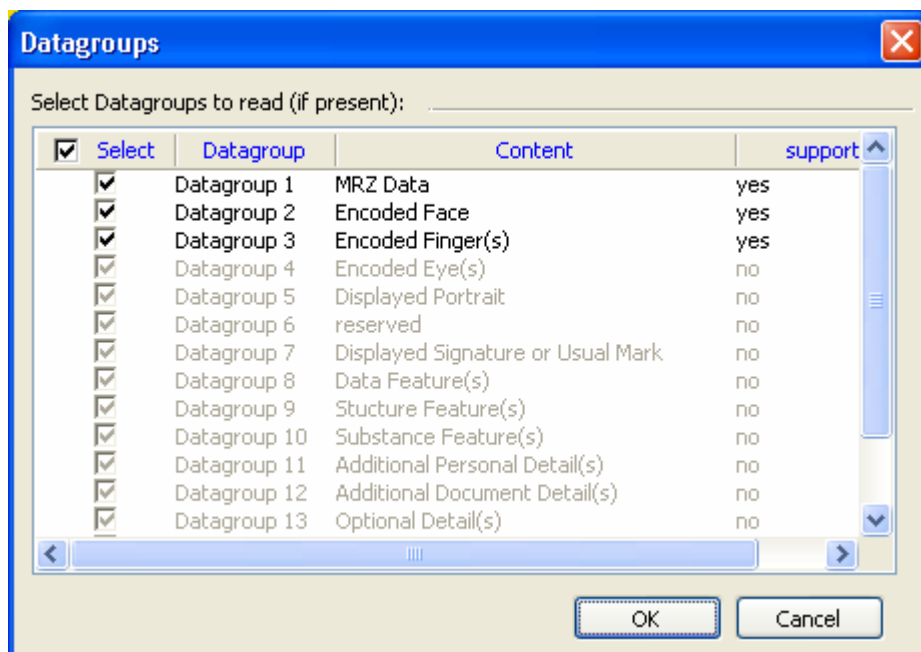 Datagroups
Select Datagroups to read (if present):
Select Datagroup Content support
Datagroup 1 MRZ Data yes
Datagroup 2 Encoded Face yes
Datagroup 3 Encoded Finger(s) yes
Datagroup 4 Encoded Eye(s) no
Datagroup 5 Displayed Portrait no
Datagroup 6 reserved no
Datagroup 7 Displayed Signature or Usual Mark no
Datagroup 8 Data Feature(s) no
Datagroup 9 Stucture Feature(s) no
Datagroup 10 Substance Feature(s) no
Datagroup 11 Additional Personal Detail(s) no
Datagroup 12 Additional Document Detail(s) no
Datagroup 13 Optional Detail(s) no
OK Cancel